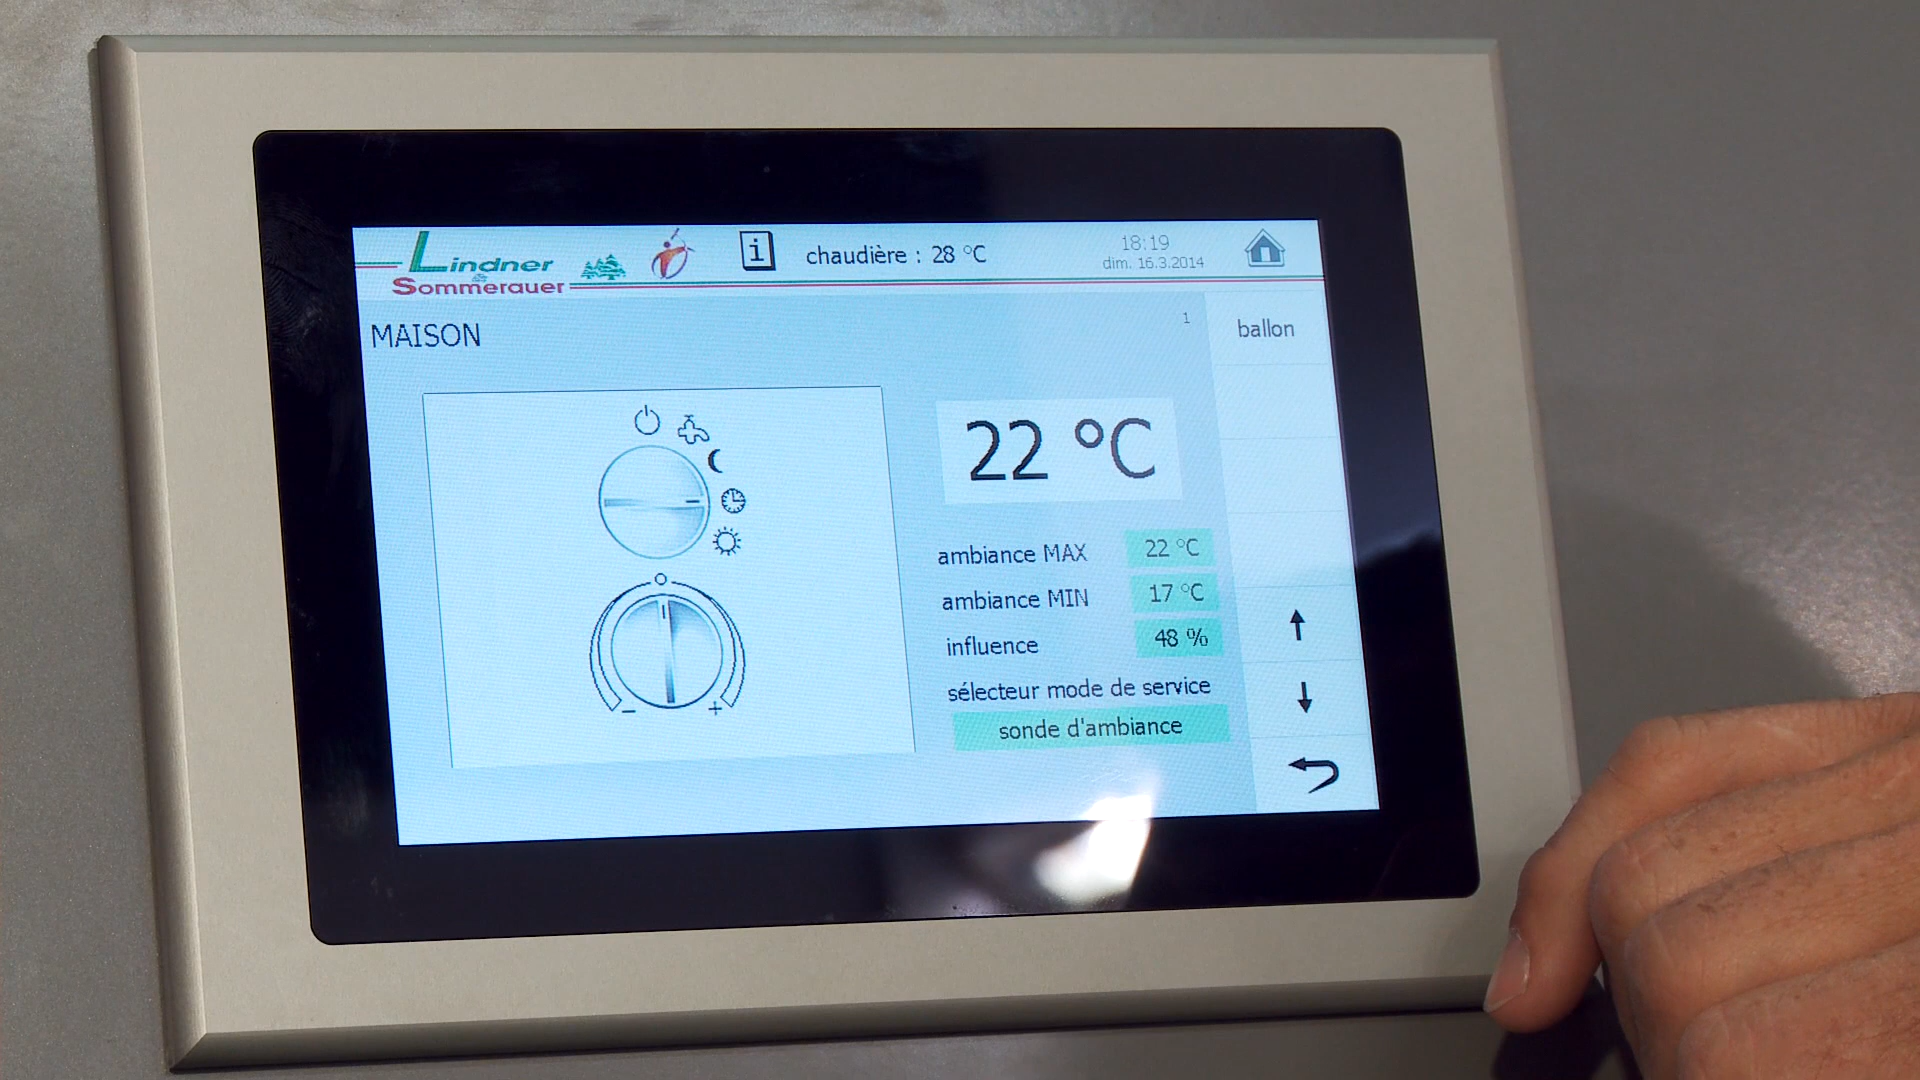 Lindner
Sommerauer
i
chaudière : 28 °C
18:19
dim. 16.3.2014
MAISON
1
ballon
22 °C
ambiance MAX 22 °C
ambiance MIN 17 °C
influence 48 %
sélecteur mode de service
sonde d'ambiance
- +